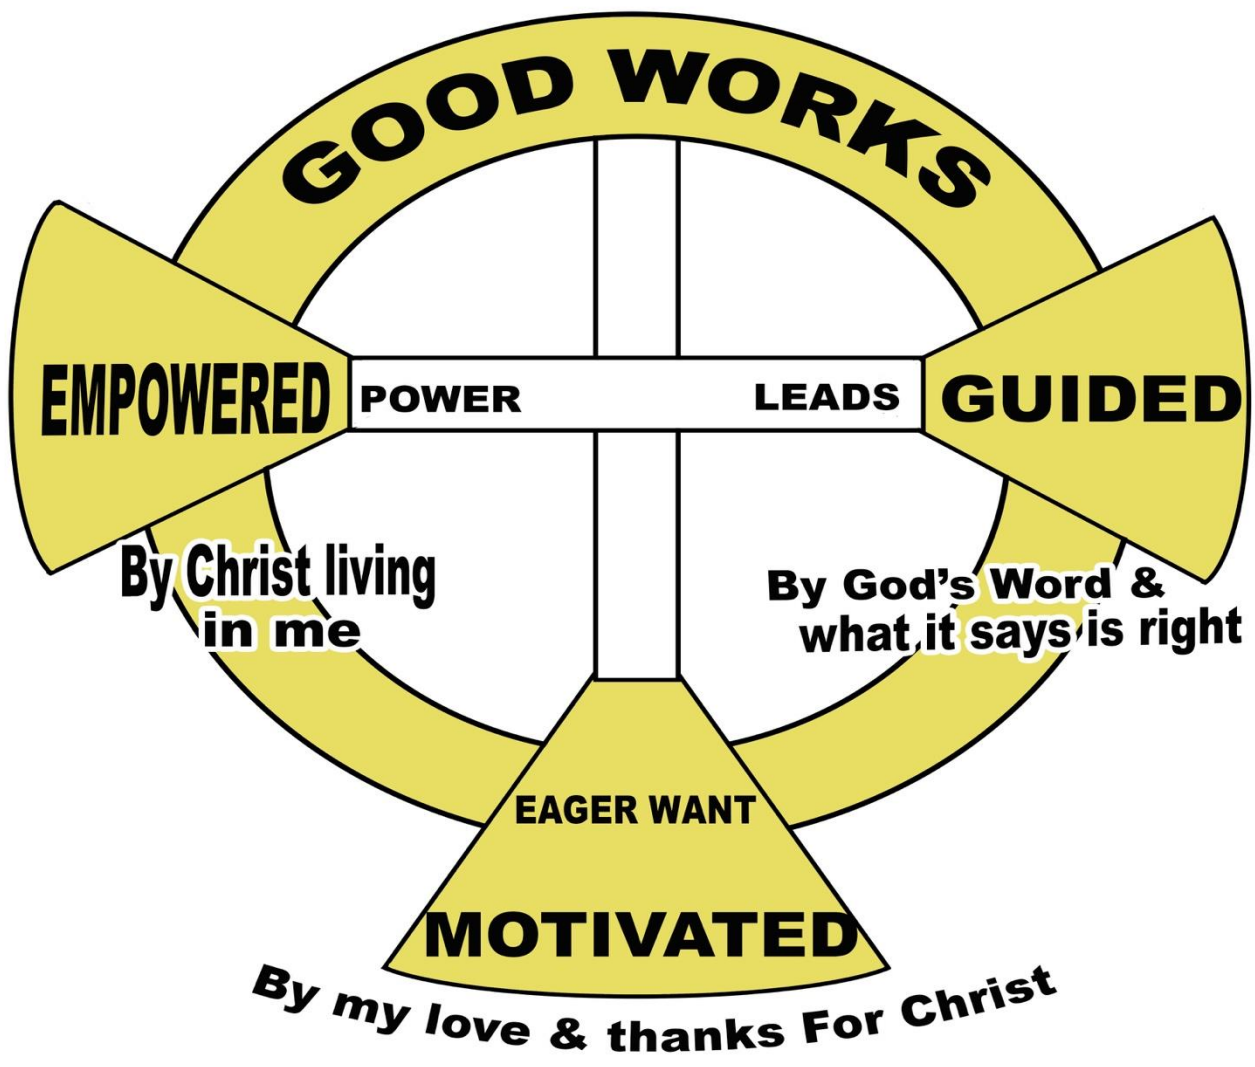 GOOD WORKS
EMPOWERED
POWER
LEADS
GUIDED
By Christ living
in me
By God's Word &
what it says is right
EAGER WANT
MOTIVATED
By my love & thanks For Christ